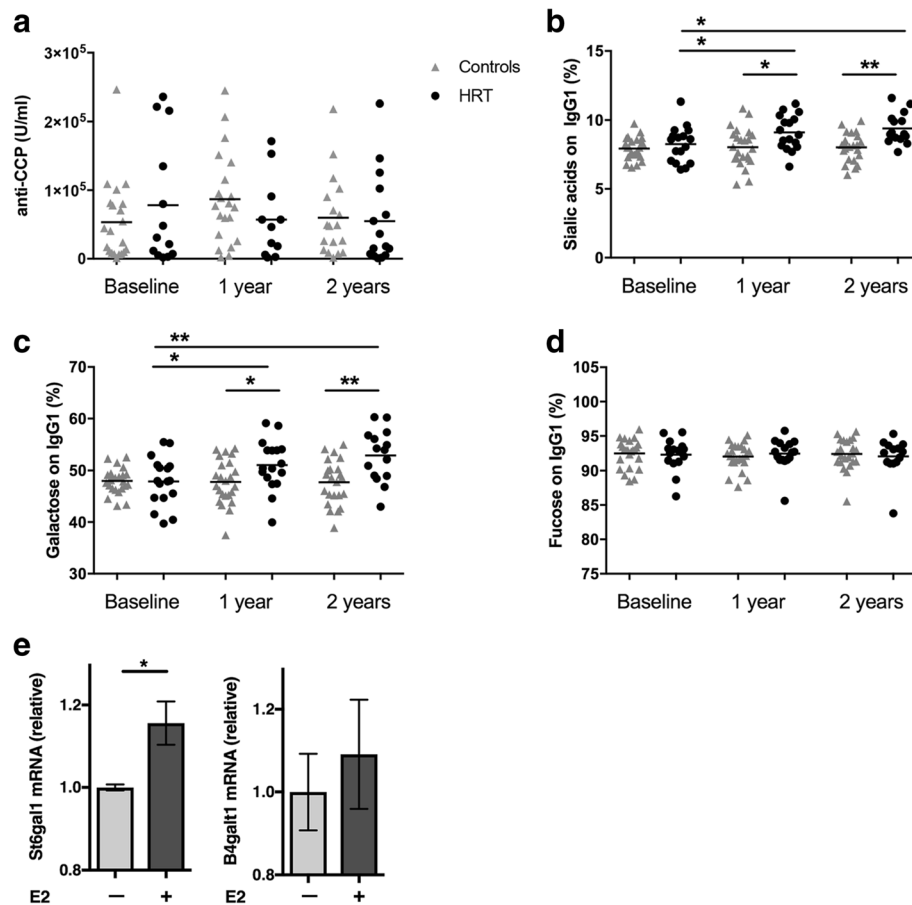 a
anti-CCP (U/ml)
3×10⁵
2×10⁵
1×10⁵
0
Baseline
1 year
2 years
Controls
HRT
b
Sialic acids on IgG1 (%)
15
10
5
0
*
*
*
**
Baseline
1 year
2 years
c
Galactose on IgG1 (%)
70
60
50
40
30
**
*
*
**
Baseline
1 year
2 years
d
Fucose on IgG1 (%)
105
100
95
90
85
80
75
Baseline
1 year
2 years
e
St6gal1 mRNA (relative)
1.2
1.0
0.8
*
E2 − +
B4galt1 mRNA (relative)
1.2
1.0
0.8
− +